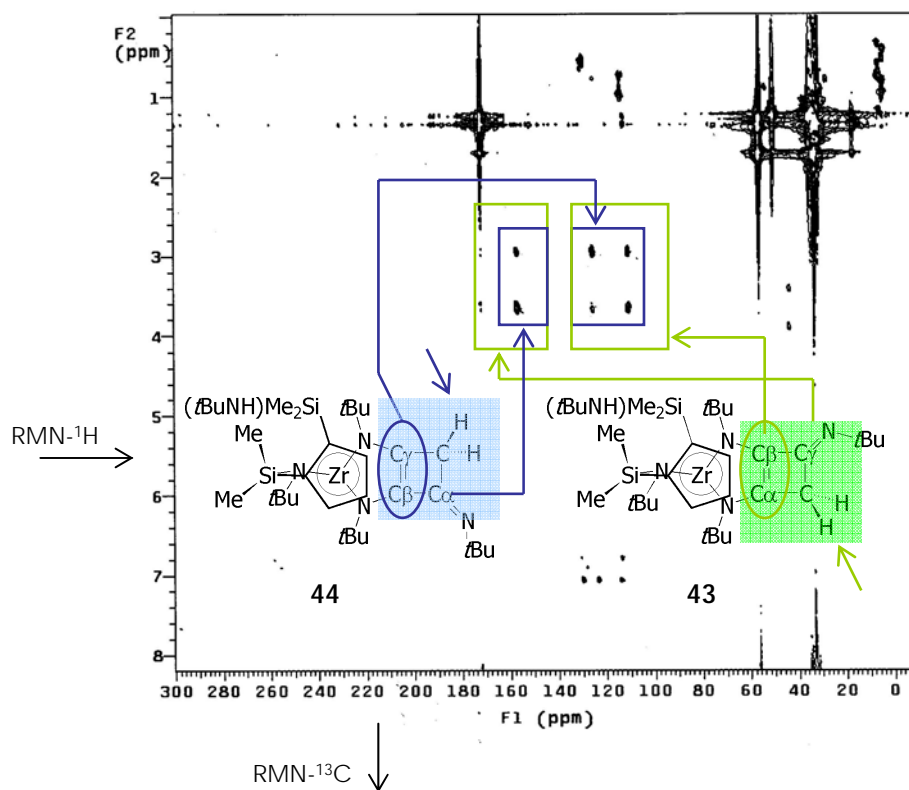 F2
(ppm)
1
2
3
4
5
6
7
8
300 280 260 240 220 200 180 160 140 120 100 80 60 40 20 0
F1 (ppm)
RMN-¹H
RMN-¹³C
(tBuNH)Me₂Si
tBu
Me
Si
N
Zr
N
Cγ
C
H
H
Me
tBu
Cβ
Cα
N
N
tBu
tBu
44
(tBuNH)Me₂Si
tBu
Me
Si
N
Zr
N
Cβ
Cγ
N
tBu
Me
tBu
Cα
C
H
N
H
tBu
43